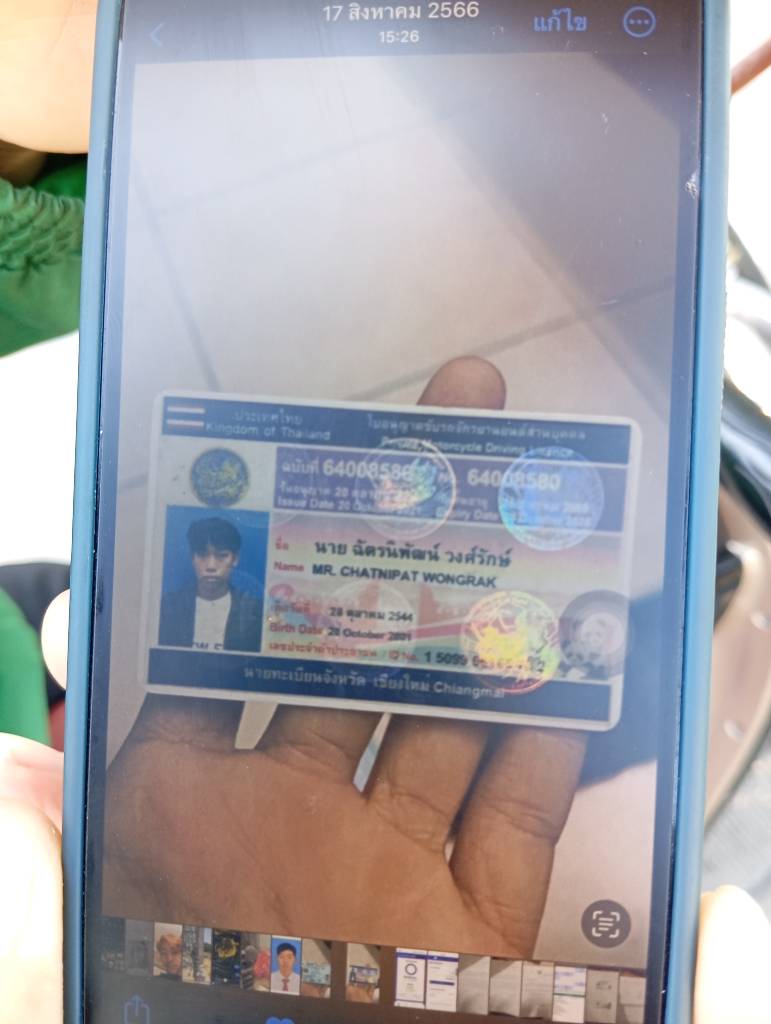 17 สิงหาคม 2566
แก้ไข
15:26
ประเทศไทย
Kingdom of Thailand
ใบอนุญาตขับรถจักรยานยนต์ส่วนบุคคล
Private Motorcycle Driving Licence
ฉบับที่ 64008580
No. 64008580
วันอนุญาต 20
Issue Date 20 October 2021
Expiry Date
ชื่อ นาย ฉัตรนิพัฒน์ วงศ์รักษ์
Name MR. CHATNIPAT WONGRAK
เกิดวันที่ 28 ตุลาคม 2544
Birth Date 28 October 2001
เลขประจำตัวประชาชน / ID No. 1 5099
นายทะเบียนจังหวัด เชียงใหม่ Chiangmai